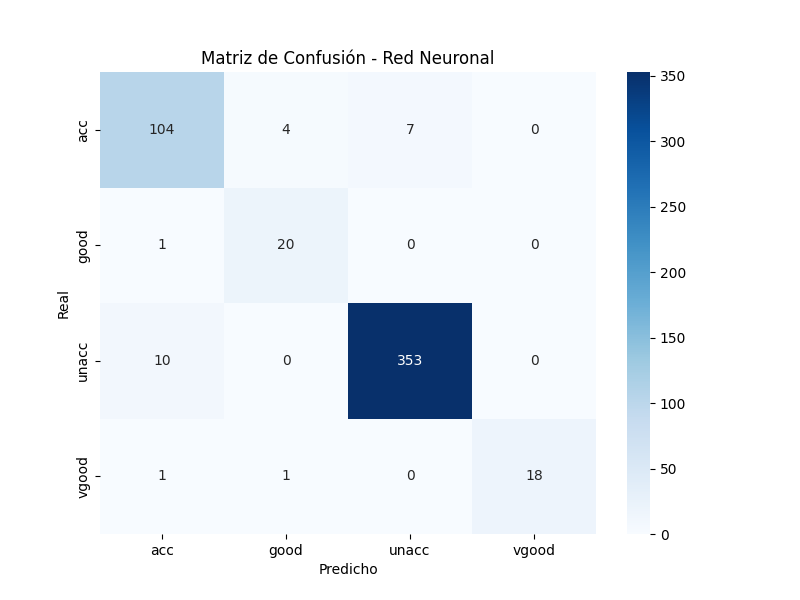 Matriz de Confusión - Red Neuronal
acc
104
4
7
0
good
1
20
0
0
unacc
10
0
353
0
vgood
1
1
0
18
Real
acc
good
unacc
vgood
Predicho
350
300
250
200
150
100
50
0